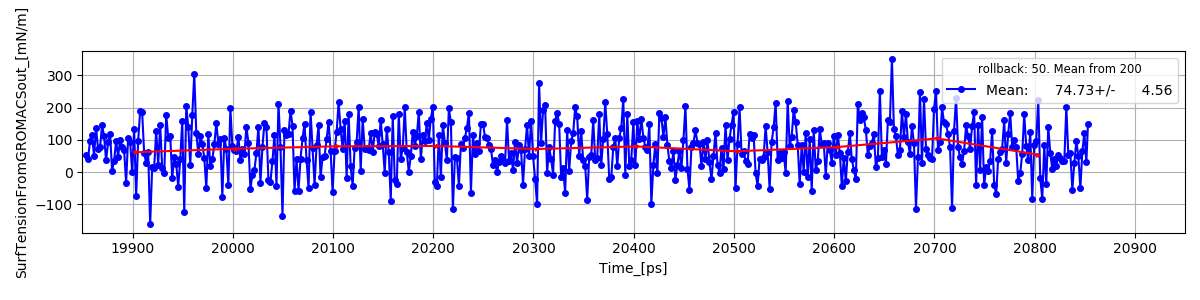 SurfTensionFromGROMACSout_[mN/m]
300
200
100
0
−100
rollback: 50. Mean from 200
Mean: 74.73+/- 4.56
19900 20000 20100 20200 20300 20400 20500 20600 20700 20800 20900
Time_[ps]